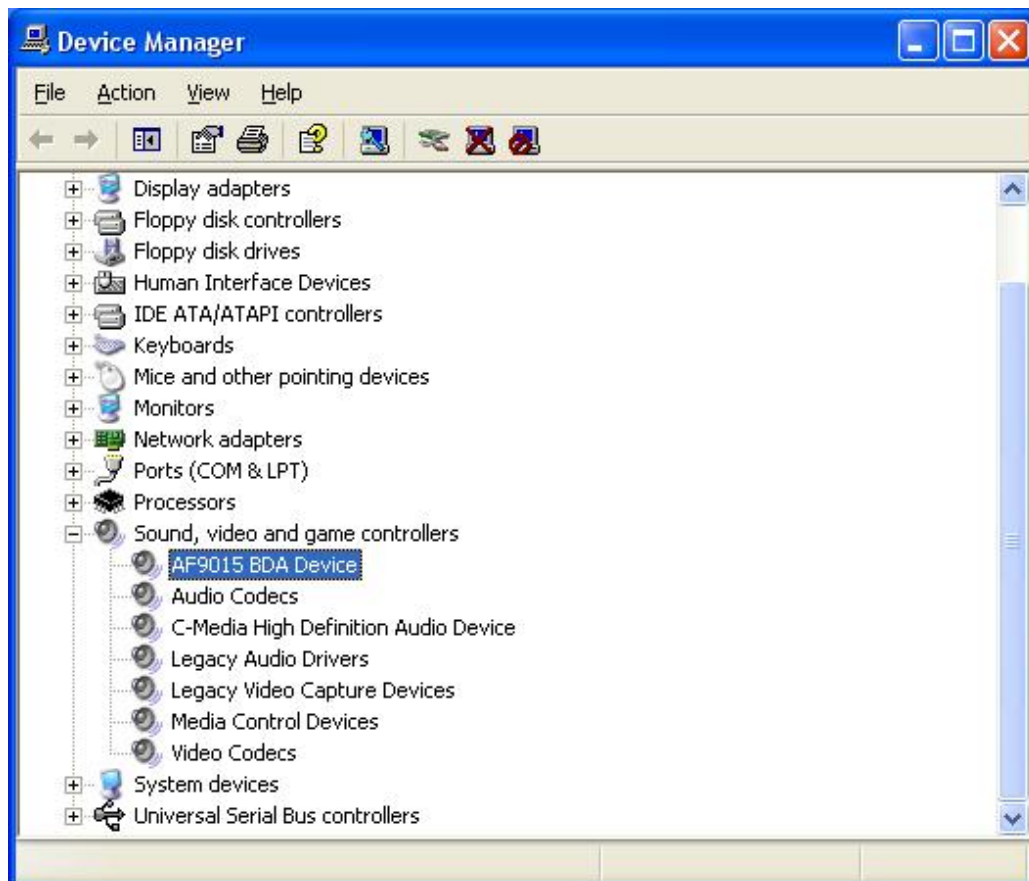 Device Manager
File Action View Help
Display adapters
Floppy disk controllers
Floppy disk drives
Human Interface Devices
IDE ATA/ATAPI controllers
Keyboards
Mice and other pointing devices
Monitors
Network adapters
Ports (COM & LPT)
Processors
Sound, video and game controllers
AF9015 BDA Device
Audio Codecs
C-Media High Definition Audio Device
Legacy Audio Drivers
Legacy Video Capture Devices
Media Control Devices
Video Codecs
System devices
Universal Serial Bus controllers